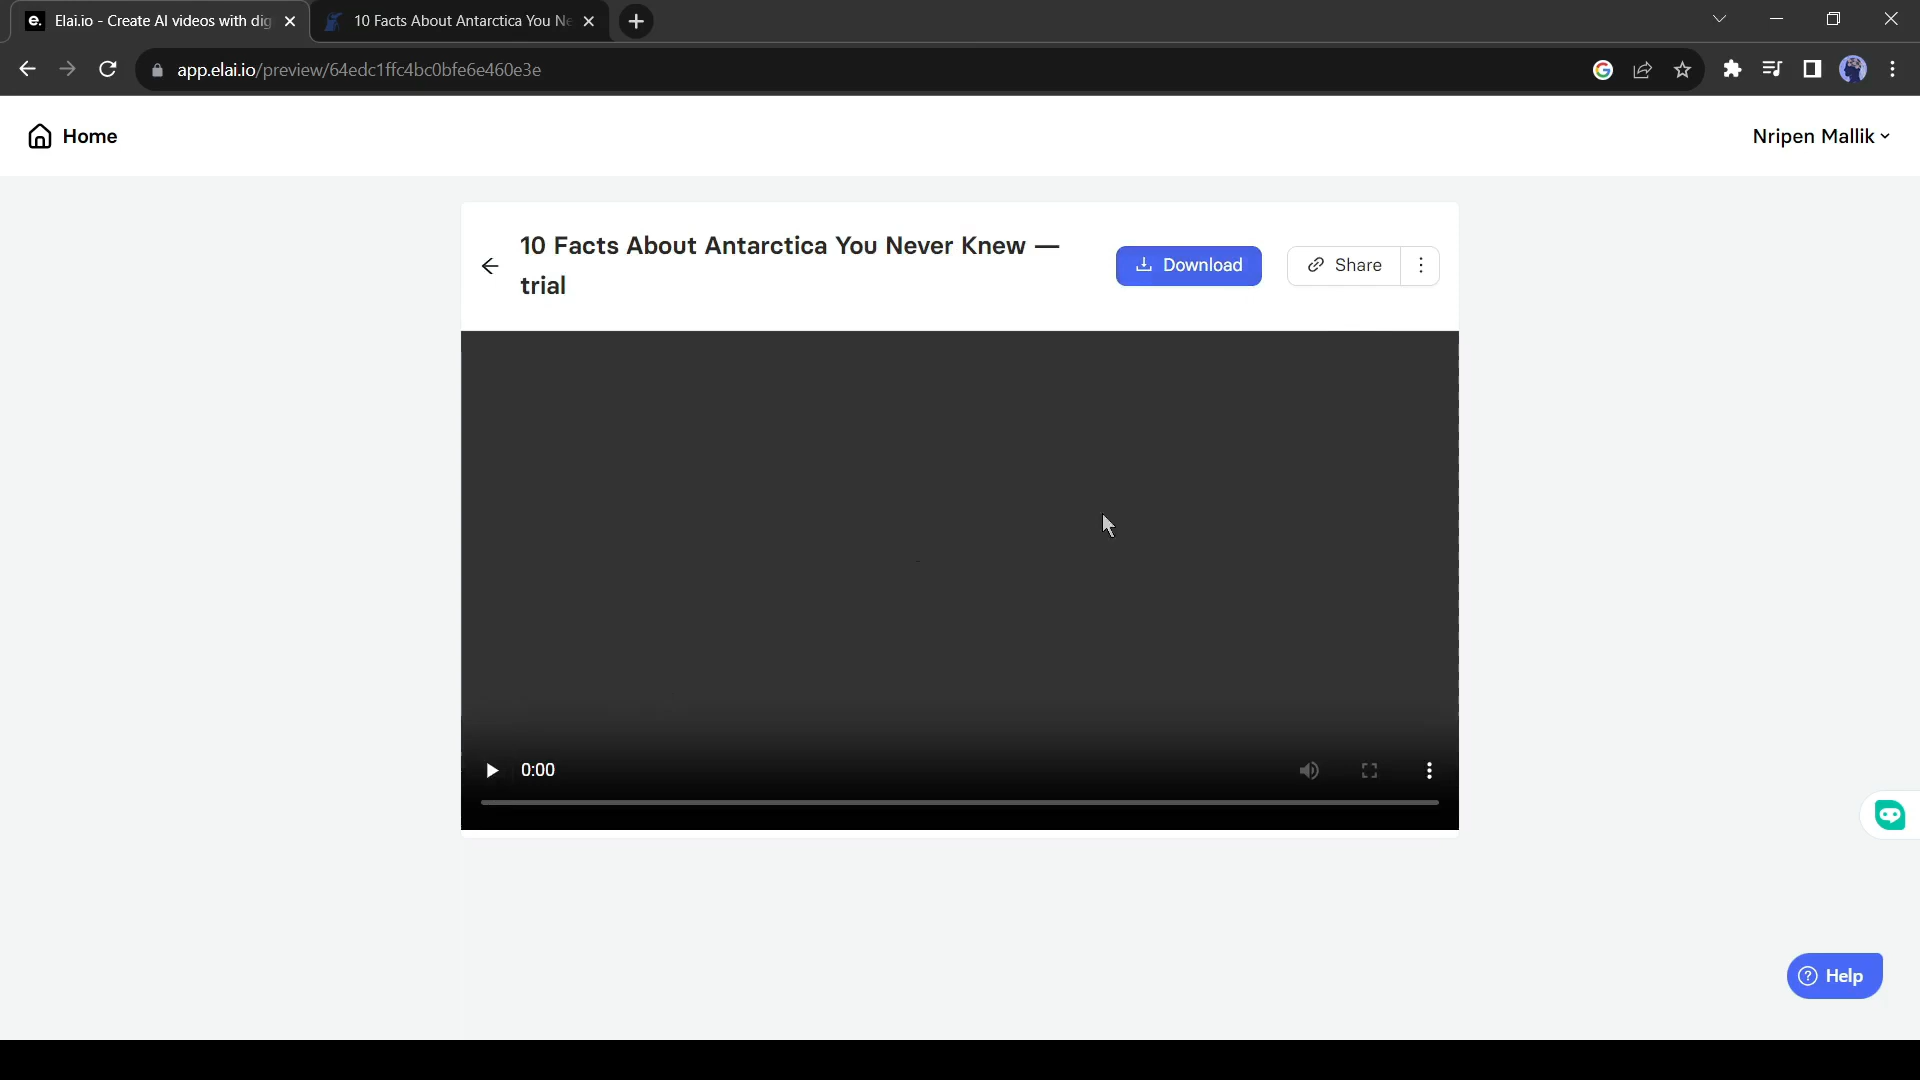 e. Elai.io - Create AI videos with dig
10 Facts About Antarctica You Ne
app.elai.io/preview/64edc1ffc4bc0bfe6e460e3e
Home
Nripen Mallik
10 Facts About Antarctica You Never Knew —
trial
Download
Share
0:00
Help